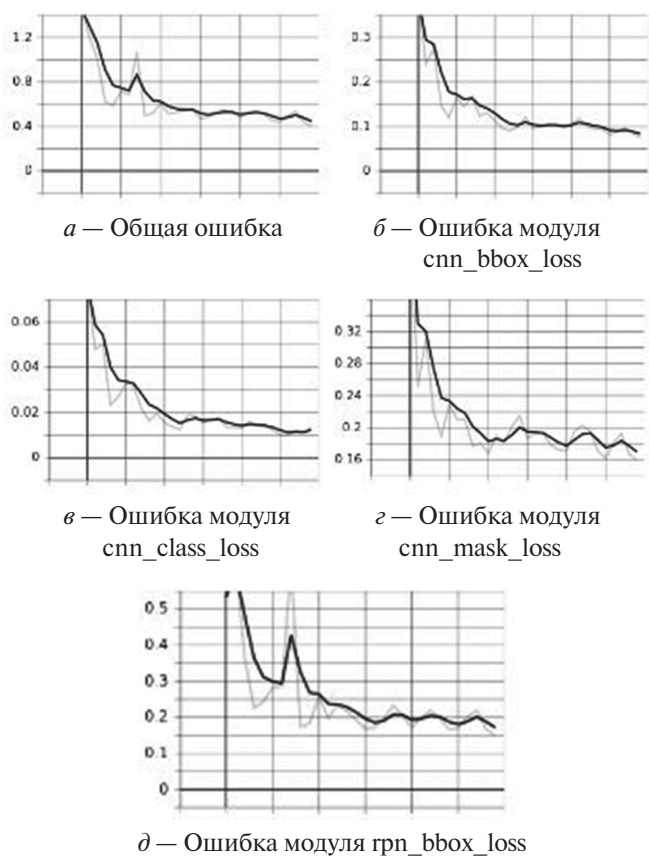 1.2
0.8
0.4
0
а — Общая ошибка
0.3
0.2
0.1
0
б — Ошибка модуля
cnn_bbox_loss
0.06
0.04
0.02
0
в — Ошибка модуля
cnn_class_loss
0.32
0.28
0.24
0.2
0.16
г — Ошибка модуля
cnn_mask_loss
0.5
0.4
0.3
0.2
0.1
0
д — Ошибка модуля rpn_bbox_loss